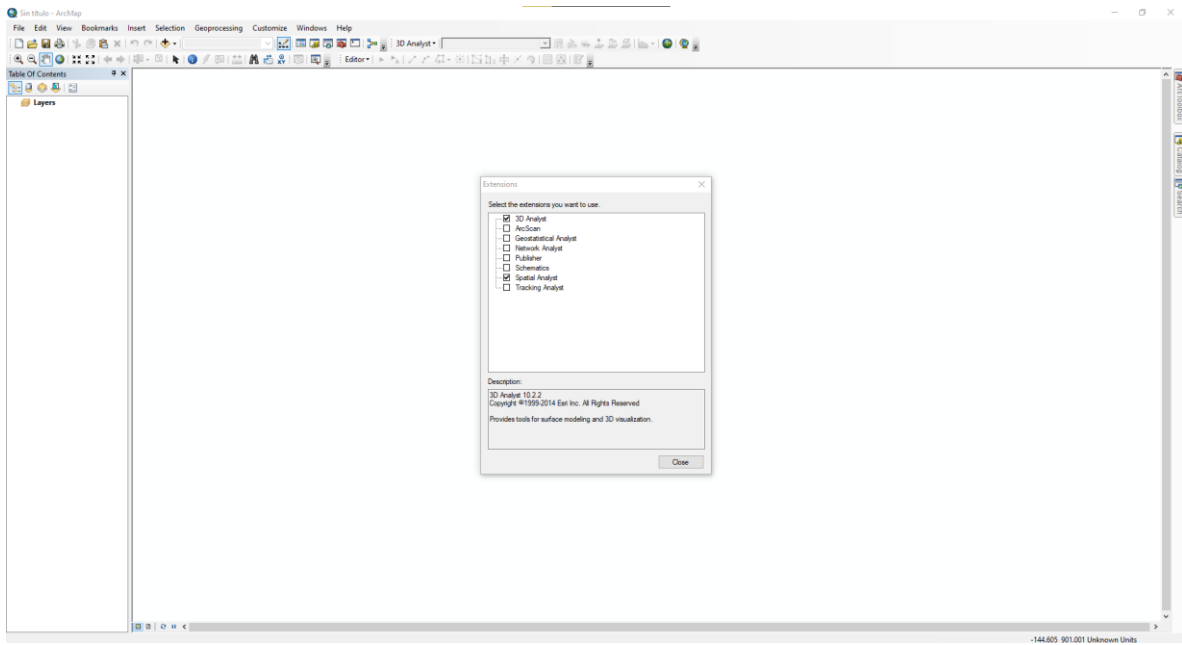 Sin título - ArcMap
File Edit View Bookmarks Insert Selection Geoprocessing Customize Windows Help
3D Analyst
Editor
Table Of Contents
Layers
ArcToolbox
Catalog
Search
Extensions
Select the extensions you want to use.
3D Analyst
ArcScan
Geostatistical Analyst
Network Analyst
Publisher
Schematics
Spatial Analyst
Tracking Analyst
Description:
3D Analyst 10.2.2
Copyright ©1999-2014 Esri Inc. All Rights Reserved
Provides tools for surface modeling and 3D visualization.
Close
-144.605 901.001 Unknown Units